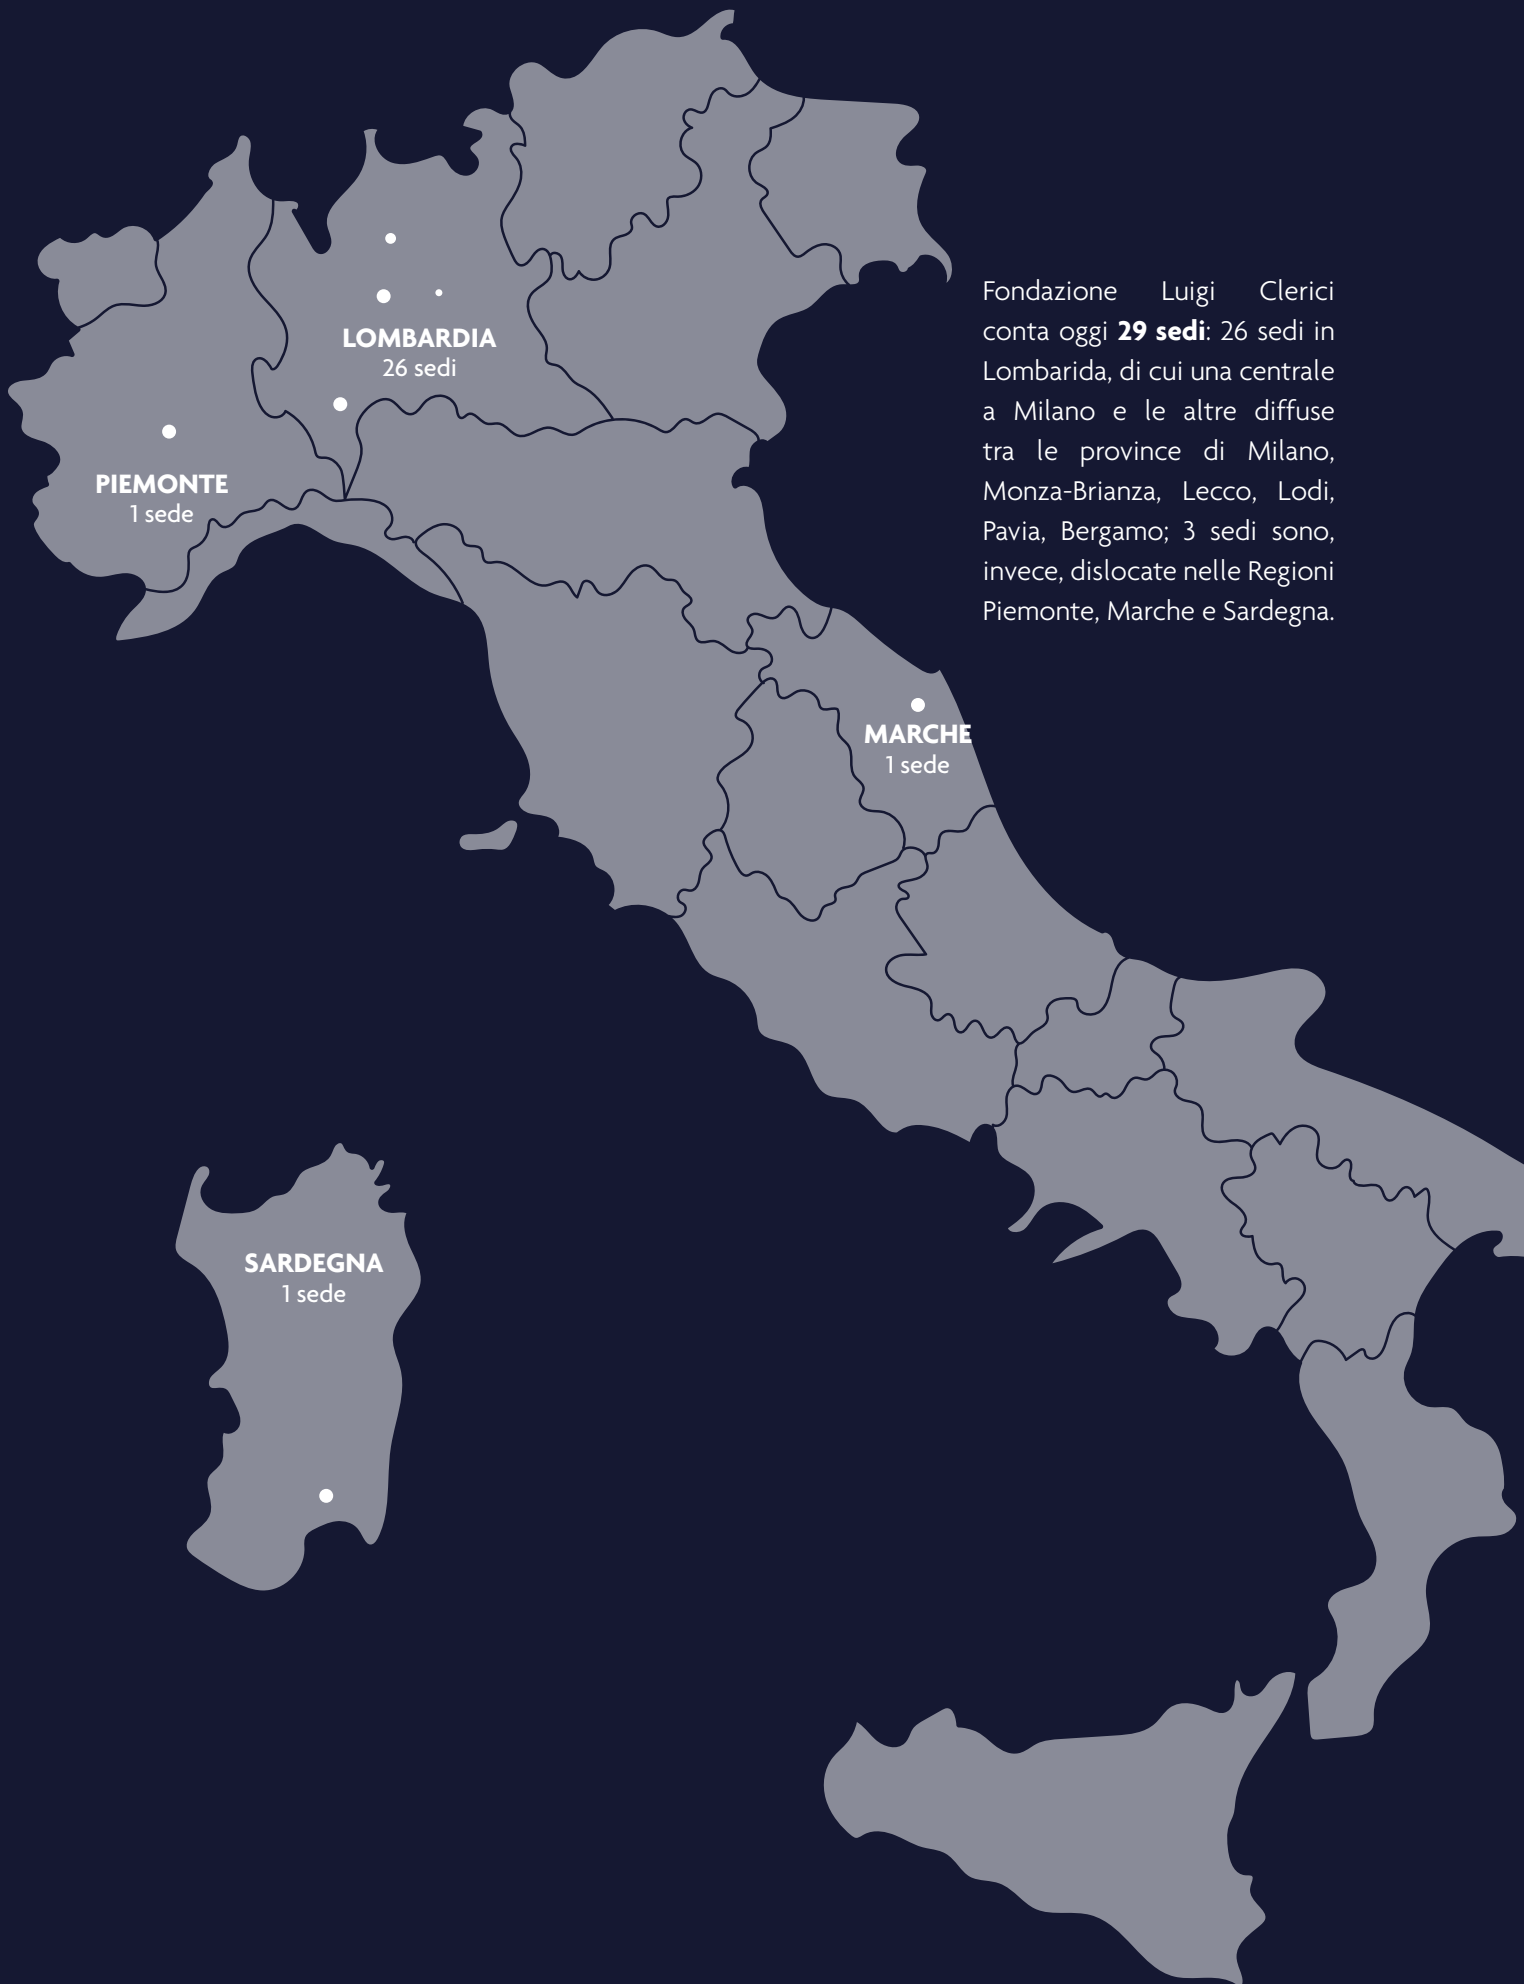 Fondazione Luigi Clerici
conta oggi 29 sedi: 26 sedi in
Lombarida, di cui una centrale
a Milano e le altre diffuse
tra le province di Milano,
Monza-Brianza, Lecco, Lodi,
Pavia, Bergamo; 3 sedi sono,
invece, dislocate nelle Regioni
Piemonte, Marche e Sardegna.
LOMBARDIA
26 sedi
PIEMONTE
1 sede
MARCHE
1 sede
SARDEGNA
1 sede